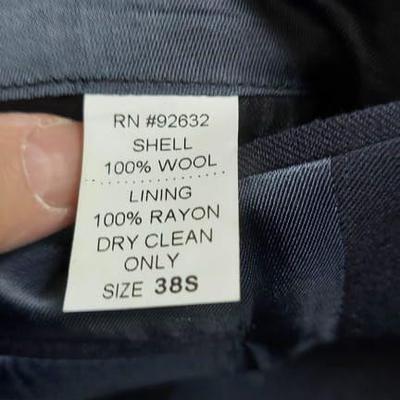 RN #92632
SHELL
100% WOOL
LINING
100% RAYON
DRY CLEAN
ONLY
SIZE 38S